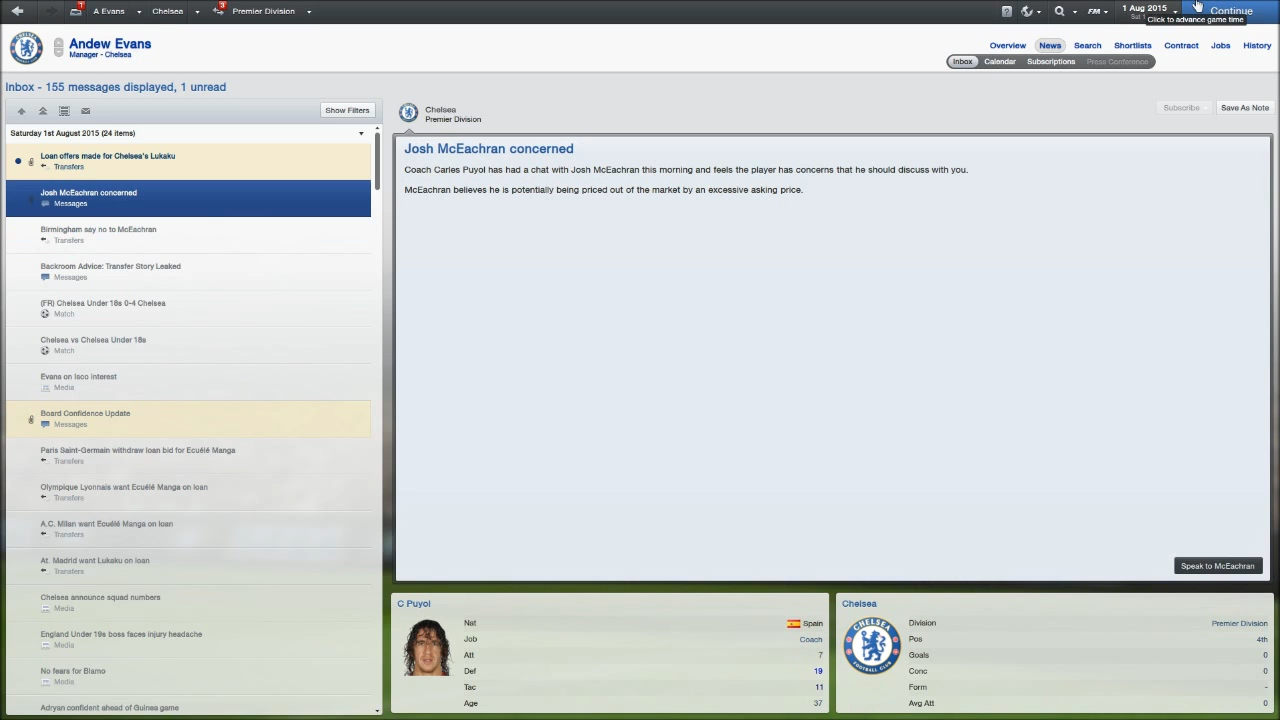 1
A Evans
Chelsea
3
Premier Division
FM
1 Aug 2015
Sat 1
Continue
Click to advance game time
Andew Evans
Manager - Chelsea
Overview
News
Search
Shortlists
Contract
Jobs
History
Inbox
Calendar
Subscriptions
Press Conference
Inbox - 155 messages displayed, 1 unread
Show Filters
Chelsea
Premier Division
Subscribe
Save As Note
Saturday 1st August 2015 (24 items)
Loan offers made for Chelsea's Lukaku
Transfers
Josh McEachran concerned
Messages
Birmingham say no to McEachran
Transfers
Backroom Advice: Transfer Story Leaked
Messages
(FR) Chelsea Under 18s 0-4 Chelsea
Match
Chelsea vs Chelsea Under 18s
Match
Evans on Isco interest
Media
Board Confidence Update
Messages
Paris Saint-Germain withdraw loan bid for Ecuélé Manga
Transfers
Olympique Lyonnais want Ecuélé Manga on loan
Transfers
A.C. Milan want Ecuélé Manga on loan
Transfers
At. Madrid want Lukaku on loan
Transfers
Chelsea announce squad numbers
Media
England Under 19s boss faces injury headache
Media
No fears for Blamo
Media
Adryan confident ahead of Guinea game
Josh McEachran concerned
Coach Carles Puyol has had a chat with Josh McEachran this morning and feels the player has concerns that he should discuss with you.
McEachran believes he is potentially being priced out of the market by an excessive asking price.
Speak to McEachran
C Puyol
Nat Spain
Job Coach
Att 7
Def 19
Tac 11
Age 37
Chelsea
CHELSEA
FOOTBALL CLUB
Division Premier Division
Pos 4th
Goals 0
Conc 0
Form -
Avg Att 0